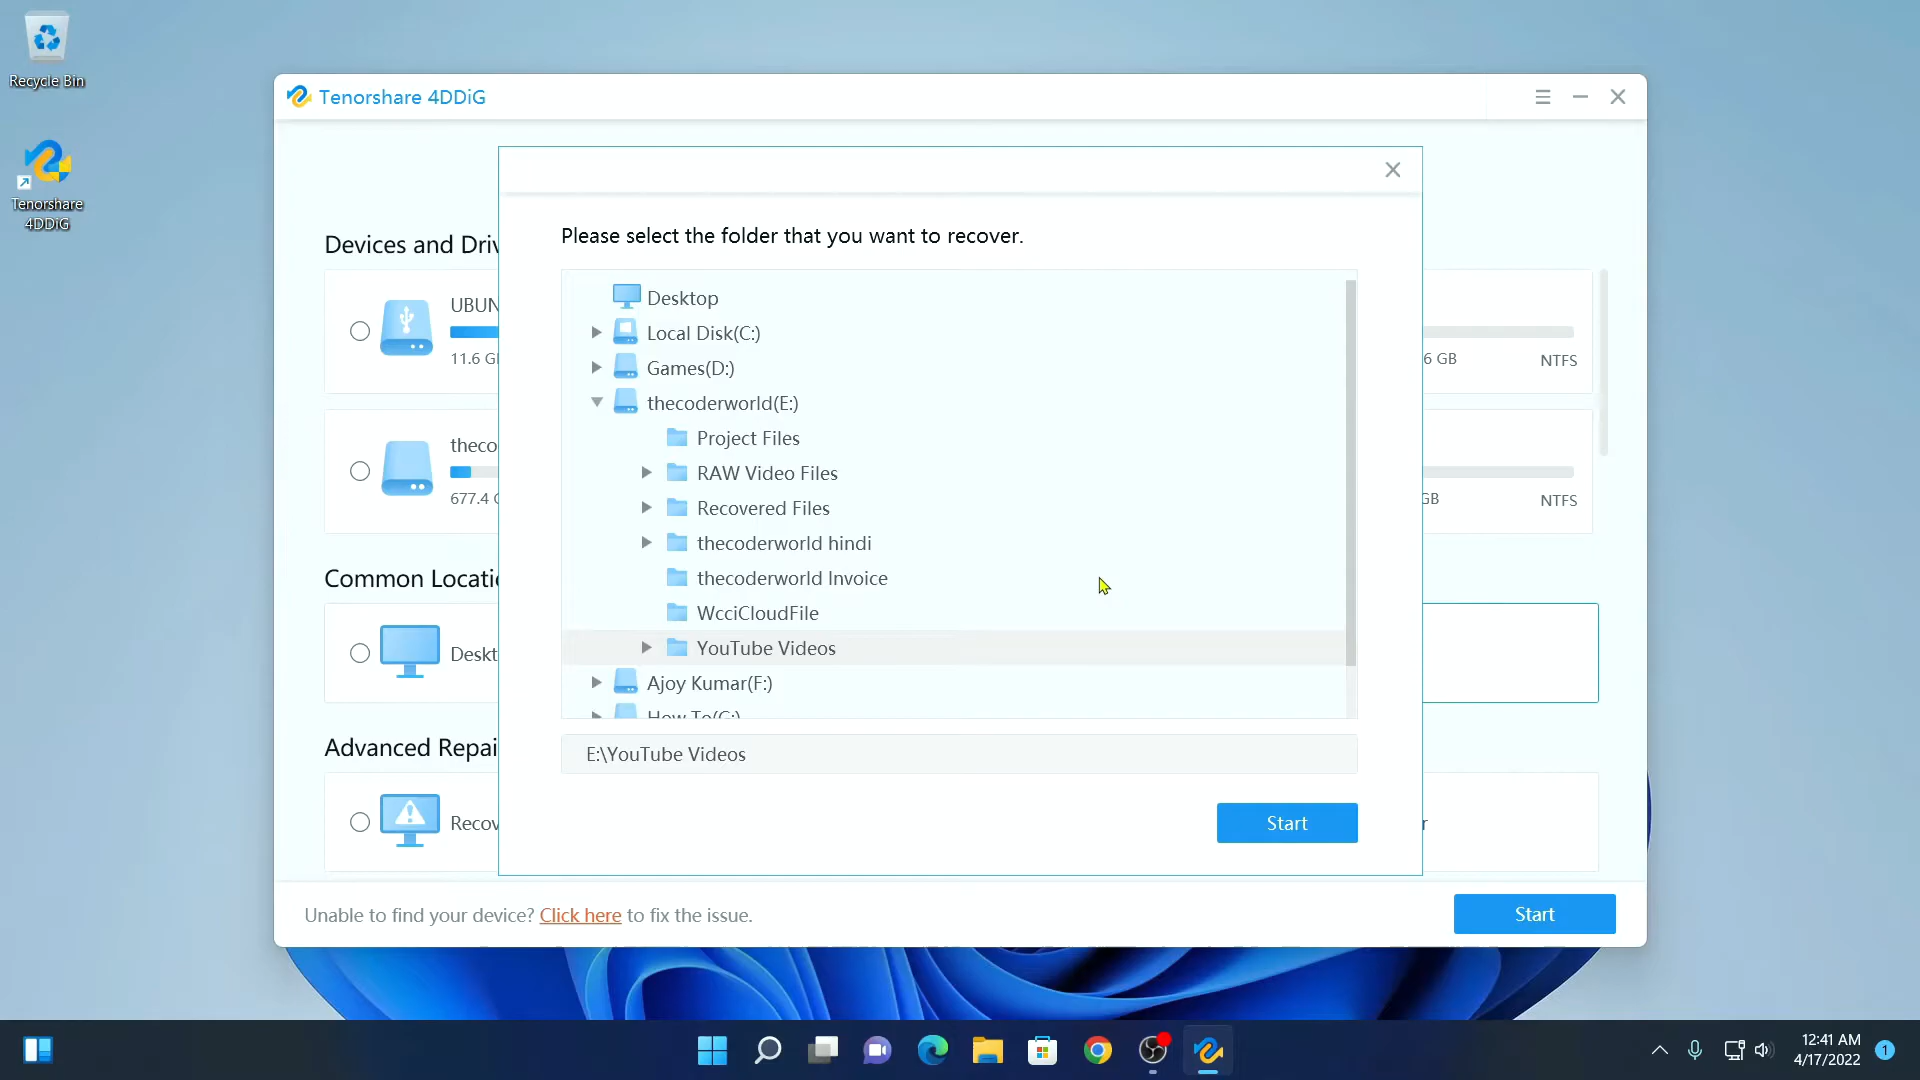 Recycle Bin
Tenorshare
4DDiG
Tenorshare 4DDiG
Devices and Driv
UBUN
11.6 G
6 GB
NTFS
theco
677.4
GB
NTFS
Common Locati
Deskt
Advanced Repai
Recov
r
Please select the folder that you want to recover.
Desktop
Local Disk(C:)
Games(D:)
thecoderworld(E:)
Project Files
RAW Video Files
Recovered Files
thecoderworld hindi
thecoderworld Invoice
WcciCloudFile
YouTube Videos
Ajoy Kumar(F:)
How To(G:)
E:\YouTube Videos
Start
Unable to find your device? Click here to fix the issue.
Start
12:41 AM
4/17/2022
1